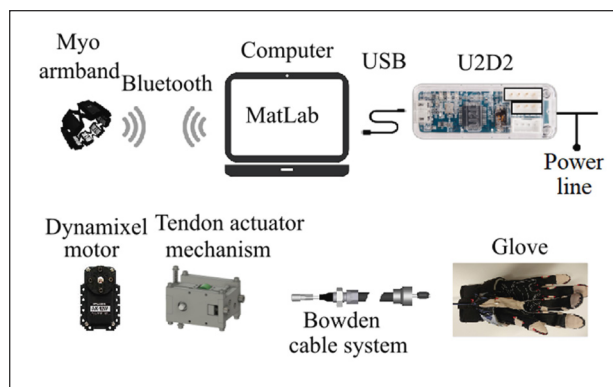 Myo
armband
Bluetooth
Computer
MatLab
USB
U2D2
Power
line
Dynamixel
motor
Tendon actuator
mechanism
Bowden
cable system
Glove